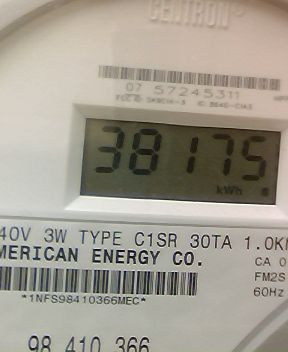 CENTRON®
07 57245311
38175
kWh
40V 3W TYPE C1SR 30TA 1.0K
MERICAN ENERGY CO.
CA 0
FM2S
60Hz
*1NFS98410366MEC*
98 410 366